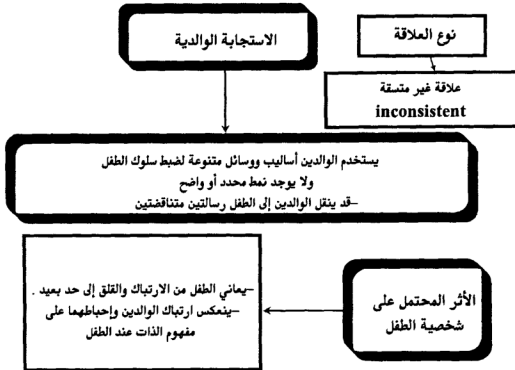 نوع العلاقة
الاستجابة الوالدية
علاقة غير متسقة
inconsistent
يستخدم الوالدين أساليب ووسائل متنوعة لضبط سلوك الطفل
ولا يوجد نمط محدد أو واضح
–قد ينقل الوالدين إلى الطفل رسالتين متناقضتين
الأثر المحتمل على
شخصية الطفل
–يعاني الطفل من الارتباك والقلق إلى حد بعيد .
–ينعكس ارتباك الوالدين وإحباطهما على
مفهوم الذات عند الطفل